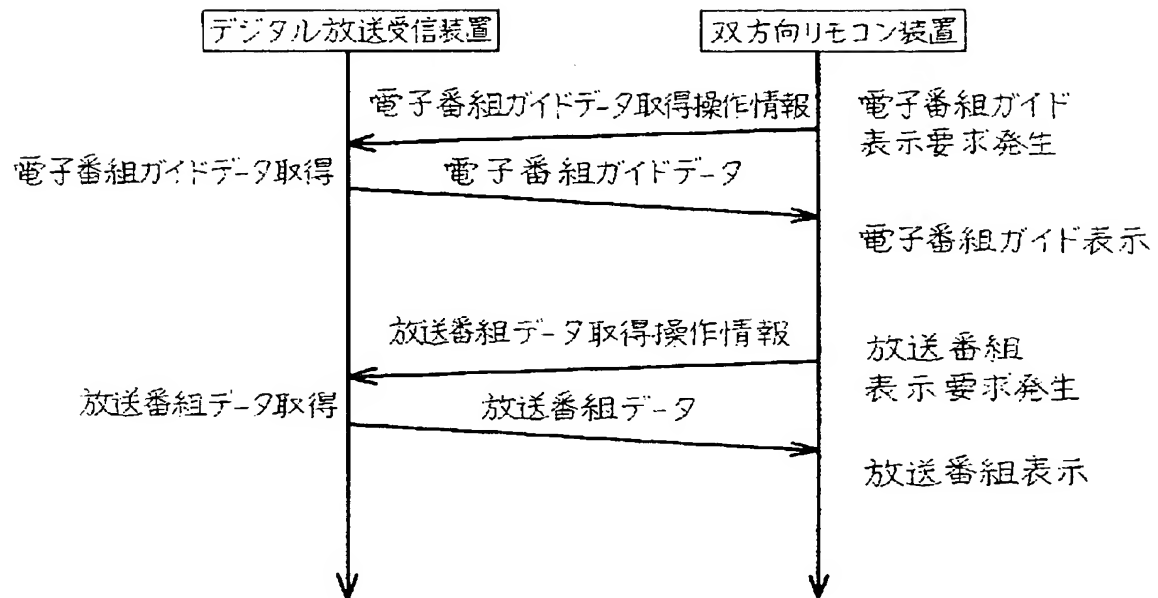 デジタル放送受信装置
双方向リモコン装置
電子番組ガイドデータ取得操作情報
電子番組ガイド
表示要求発生
電子番組ガイドデータ取得
電子番組ガイドデータ
電子番組ガイド表示
放送番組データ取得操作情報
放送番組
表示要求発生
放送番組データ取得
放送番組データ
放送番組表示